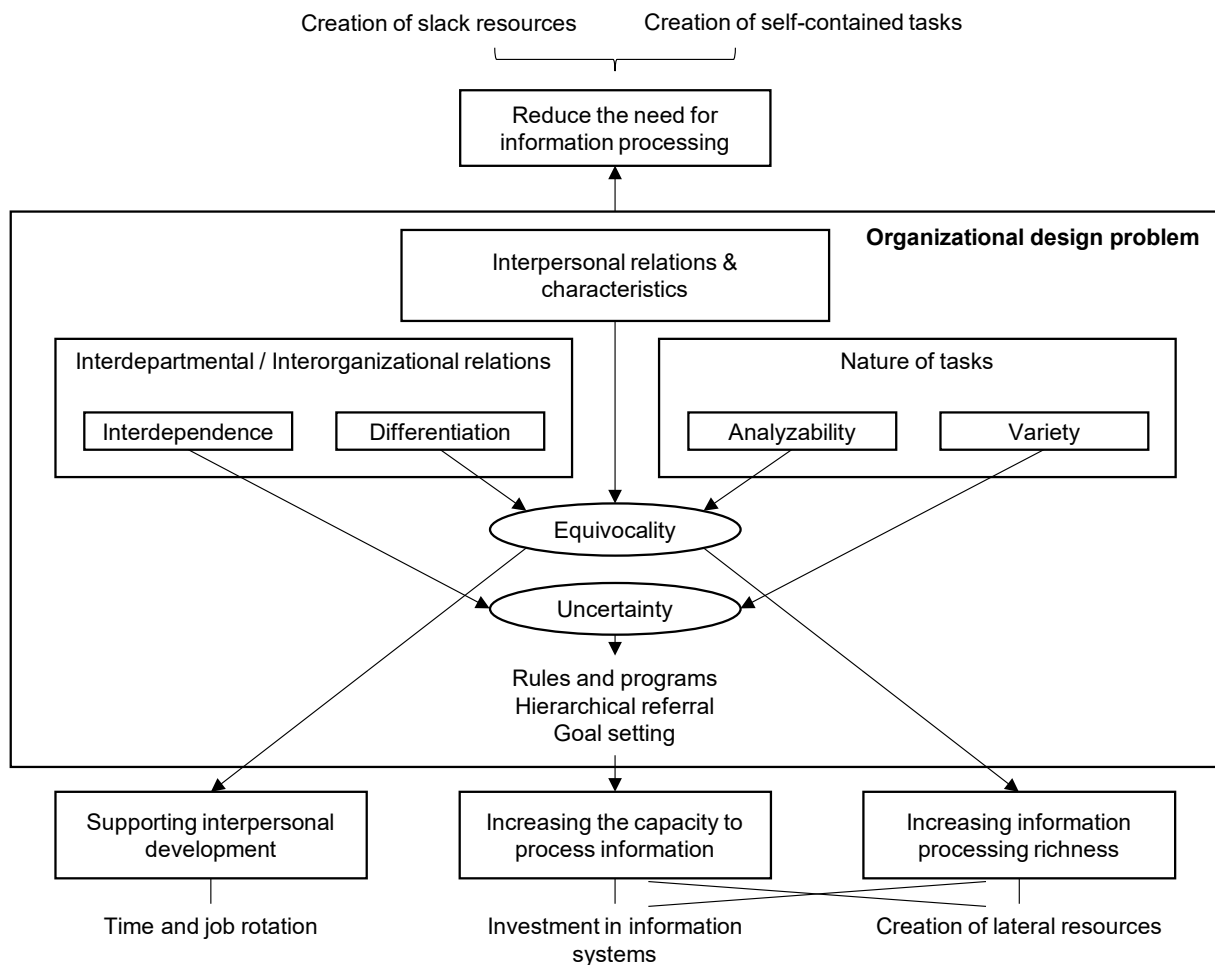 Creation of slack resources
Creation of self-contained tasks
Reduce the need for
information processing
Organizational design problem
Interpersonal relations &
characteristics
Interdepartmental / Interorganizational relations
Interdependence
Differentiation
Nature of tasks
Analyzability
Variety
Equivocality
Uncertainty
Rules and programs
Hierarchical referral
Goal setting
Supporting interpersonal
development
Increasing the capacity to
process information
Increasing information
processing richness
Time and job rotation
Investment in information
systems
Creation of lateral resources